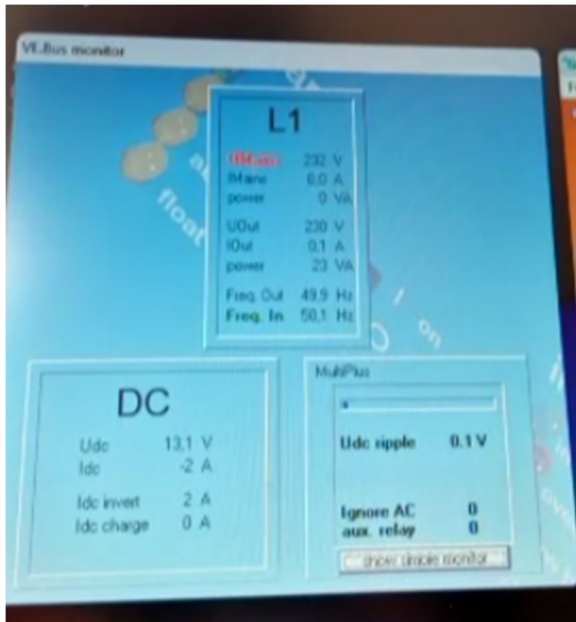 VE.Bus monitor
L1
UMains 232 V
IMains 0,0 A
power 0 VA
UOut 230 V
IOut 0,1 A
power 23 VA
Freq. Out 49,9 Hz
Freq. In 50,1 Hz
float
on
DC
Udc 13,1 V
Idc -2 A
Idc invert 2 A
Idc charge 0 A
MultiPlus
Udc ripple 0.1 V
Ignore AC 0
aux. relay 0
show simple monitor